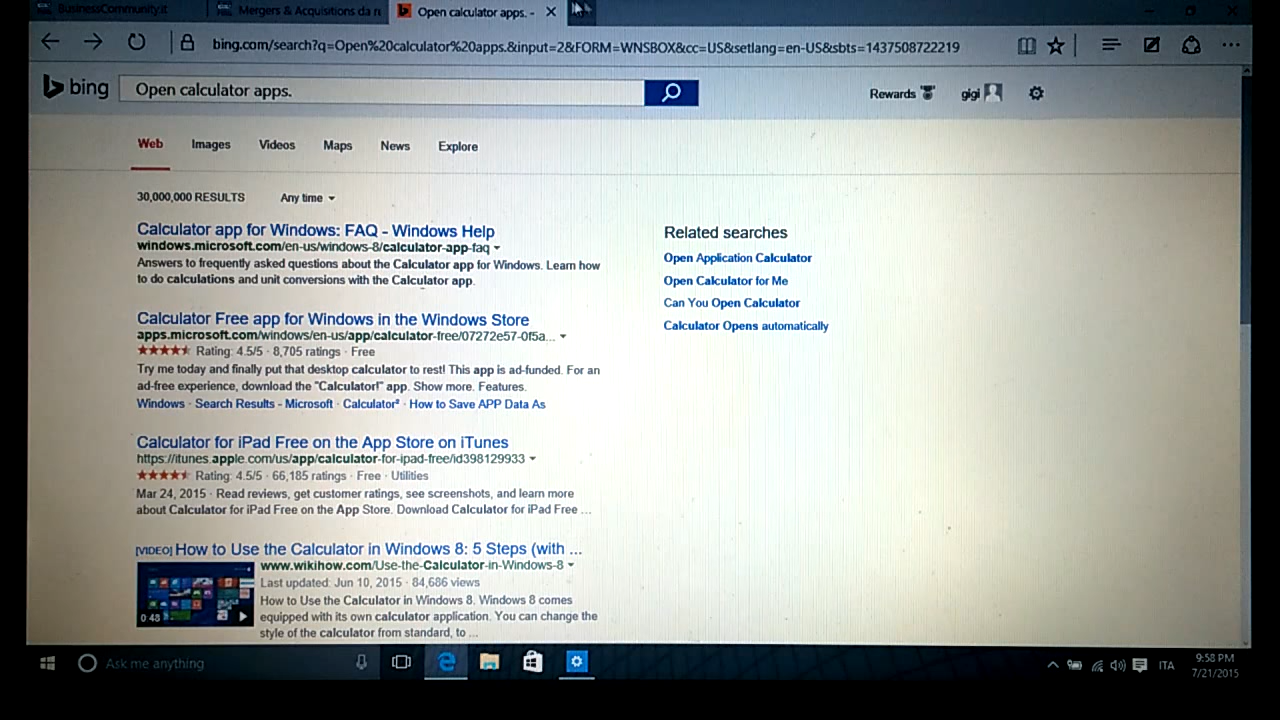 BusinessCommunity.it
Mergers & Acquisitions da r
Open calculator apps. -
bing.com/search?q=Open%20calculator%20apps.&input=2&FORM=WNSBOX&cc=US&setlang=en-US&sbts=1437508722219
bing
Open calculator apps.
Rewards
gigi
Web Images Videos Maps News Explore
30,000,000 RESULTS Any time
Calculator app for Windows: FAQ - Windows Help
windows.microsoft.com/en-us/windows-8/calculator-app-faq
Answers to frequently asked questions about the Calculator app for Windows. Learn how
to do calculations and unit conversions with the Calculator app.
Calculator Free app for Windows in the Windows Store
apps.microsoft.com/windows/en-us/app/calculator-free/07272e57-0f5a...
Rating: 4.5/5 · 8,705 ratings · Free
Try me today and finally put that desktop calculator to rest! This app is ad-funded. For an
ad-free experience, download the "Calculator!" app. Show more. Features.
Windows · Search Results - Microsoft · Calculator² · How to Save APP Data As
Calculator for iPad Free on the App Store on iTunes
https://itunes.apple.com/us/app/calculator-for-ipad-free/id398129933
Rating: 4.5/5 · 66,185 ratings · Free · Utilities
Mar 24, 2015 · Read reviews, get customer ratings, see screenshots, and learn more
about Calculator for iPad Free on the App Store. Download Calculator for iPad Free ...
[VIDEO] How to Use the Calculator in Windows 8: 5 Steps (with ...
www.wikihow.com/Use-the-Calculator-in-Windows-8
Last updated: Jun 10, 2015 · 84,686 views
How to Use the Calculator in Windows 8. Windows 8 comes
equipped with its own calculator application. You can change the
style of the calculator from standard, to ...
0:48
Related searches
Open Application Calculator
Open Calculator for Me
Can You Open Calculator
Calculator Opens automatically
Ask me anything
ITA
9:58 PM
7/21/2015